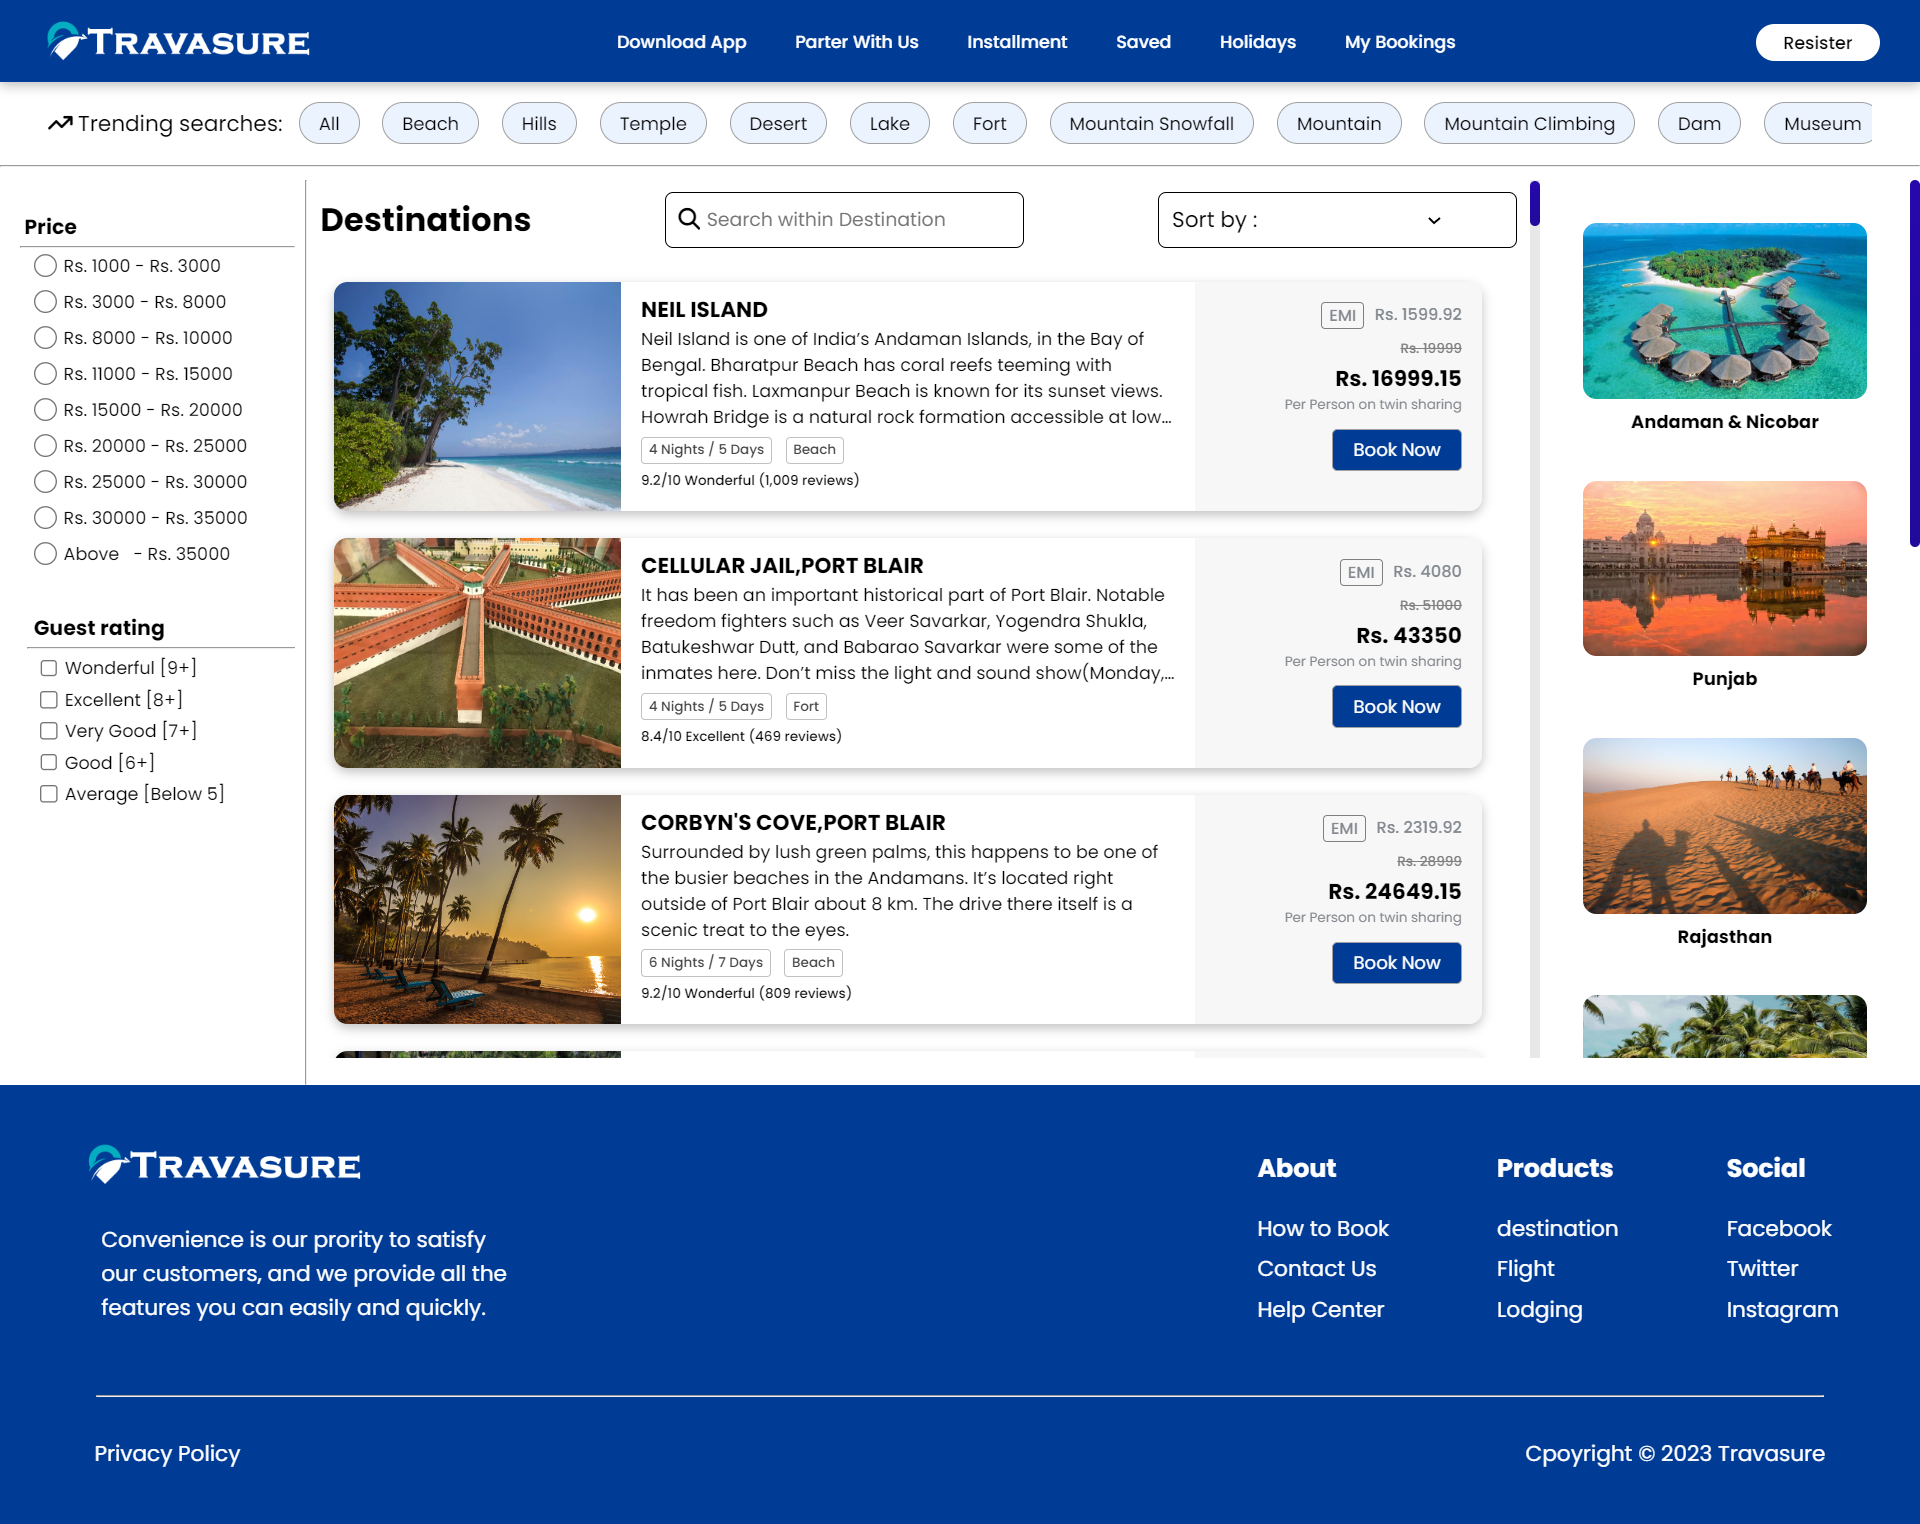 TRAVASURE
Download App
Parter With Us
Installment
Saved
Holidays
My Bookings
Resister
Trending searches:
All
Beach
Hills
Temple
Desert
Lake
Fort
Mountain Snowfall
Mountain
Mountain Climbing
Dam
Museum
Price
Rs. 1000 - Rs. 3000
Rs. 3000 - Rs. 8000
Rs. 8000 - Rs. 10000
Rs. 11000 - Rs. 15000
Rs. 15000 - Rs. 20000
Rs. 20000 - Rs. 25000
Rs. 25000 - Rs. 30000
Rs. 30000 - Rs. 35000
Above - Rs. 35000
Guest rating
Wonderful [9+]
Excellent [8+]
Very Good [7+]
Good [6+]
Average [Below 5]
Destinations
Search within Destination
Sort by :
NEIL ISLAND
Neil Island is one of India’s Andaman Islands, in the Bay of
Bengal. Bharatpur Beach has coral reefs teeming with
tropical fish. Laxmanpur Beach is known for its sunset views.
Howrah Bridge is a natural rock formation accessible at low...
4 Nights / 5 Days
Beach
9.2/10 Wonderful (1,009 reviews)
EMI
Rs. 1599.92
Rs. 19999
Rs. 16999.15
Per Person on twin sharing
Book Now
CELLULAR JAIL,PORT BLAIR
It has been an important historical part of Port Blair. Notable
freedom fighters such as Veer Savarkar, Yogendra Shukla,
Batukeshwar Dutt, and Babarao Savarkar were some of the
inmates here. Don’t miss the light and sound show(Monday,...
4 Nights / 5 Days
Fort
8.4/10 Excellent (469 reviews)
EMI
Rs. 4080
Rs. 51000
Rs. 43350
Per Person on twin sharing
Book Now
CORBYN'S COVE,PORT BLAIR
Surrounded by lush green palms, this happens to be one of
the busier beaches in the Andamans. It’s located right
outside of Port Blair about 8 km. The drive there itself is a
scenic treat to the eyes.
6 Nights / 7 Days
Beach
9.2/10 Wonderful (809 reviews)
EMI
Rs. 2319.92
Rs. 28999
Rs. 24649.15
Per Person on twin sharing
Book Now
Andaman & Nicobar
Punjab
Rajasthan
TRAVASURE
Convenience is our prority to satisfy
our customers, and we provide all the
features you can easily and quickly.
About
How to Book
Contact Us
Help Center
Products
destination
Flight
Lodging
Social
Facebook
Twitter
Instagram
Privacy Policy
Cpoyright © 2023 Travasure